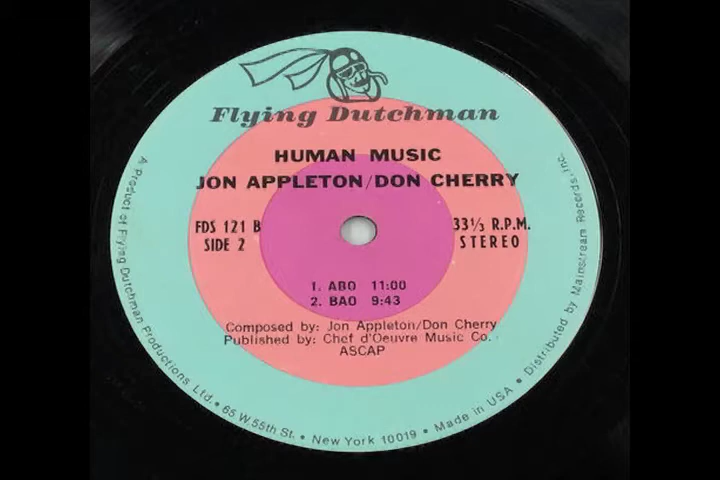 Flying Dutchman
HUMAN MUSIC
JON APPLETON/DON CHERRY
FDS 121 B
SIDE 2
33⅓ R.P.M.
STEREO
1. ABO 11:00
2. BAO 9:43
Composed by: Jon Appleton/Don Cherry
Published by: Chef d'Oeuvre Music Co.
ASCAP
A Product of Flying Dutchman Productions Ltd. • 65 W. 55th St. • New York 10019 • Made in USA • Distributed by Mainstream Records, Inc.